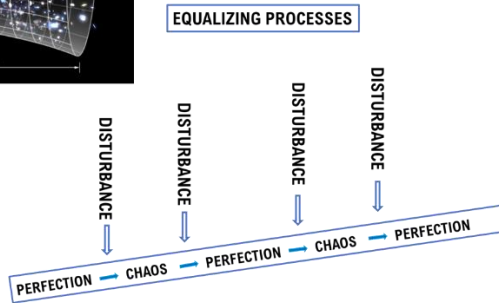 EQUALIZING PROCESSES
DISTURBANCE
DISTURBANCE
DISTURBANCE
DISTURBANCE
PERFECTION CHAOS PERFECTION CHAOS PERFECTION